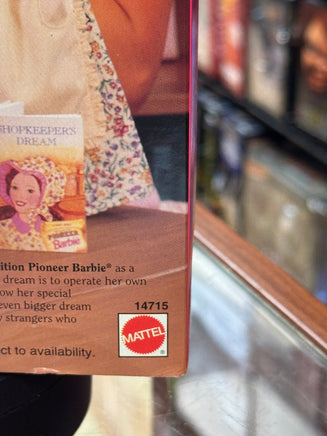 SHOPKEEPER'S
DREAM
PIONEER
Barbie
ition Pioneer Barbie® as a
dream is to operate her own
ow her special
even bigger dream
y strangers who
14715
MATTEL
®
ct to availability.